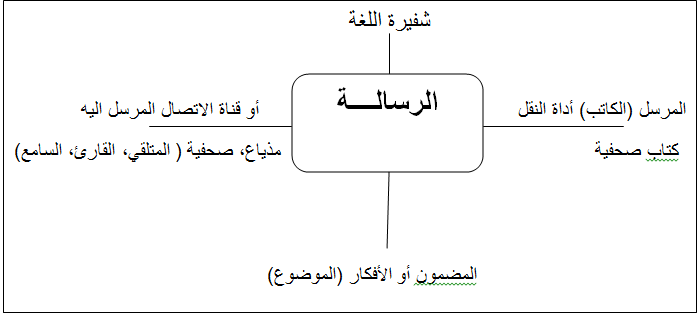 شفيرة اللغة
الرسالـــة
المرسل (الكاتب) أداة النقل
أو قناة الاتصال المرسل اليه
كتاب صحفية
مذياع، صحفية ( المتلقي، القارئ، السامع)
المضمون أو الأفكار (الموضوع)